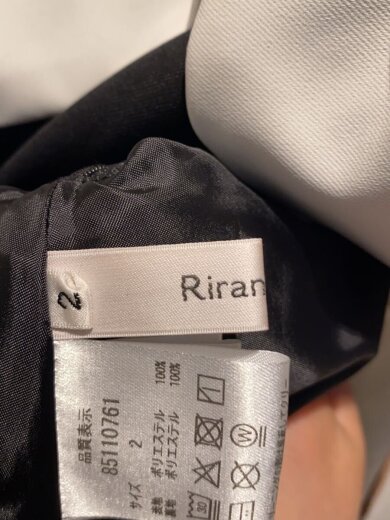 2
Riran
品質表示
85110761
サイズ 2
表地 ポリエステル 100%
裏地 ポリエステル 100%
30
W